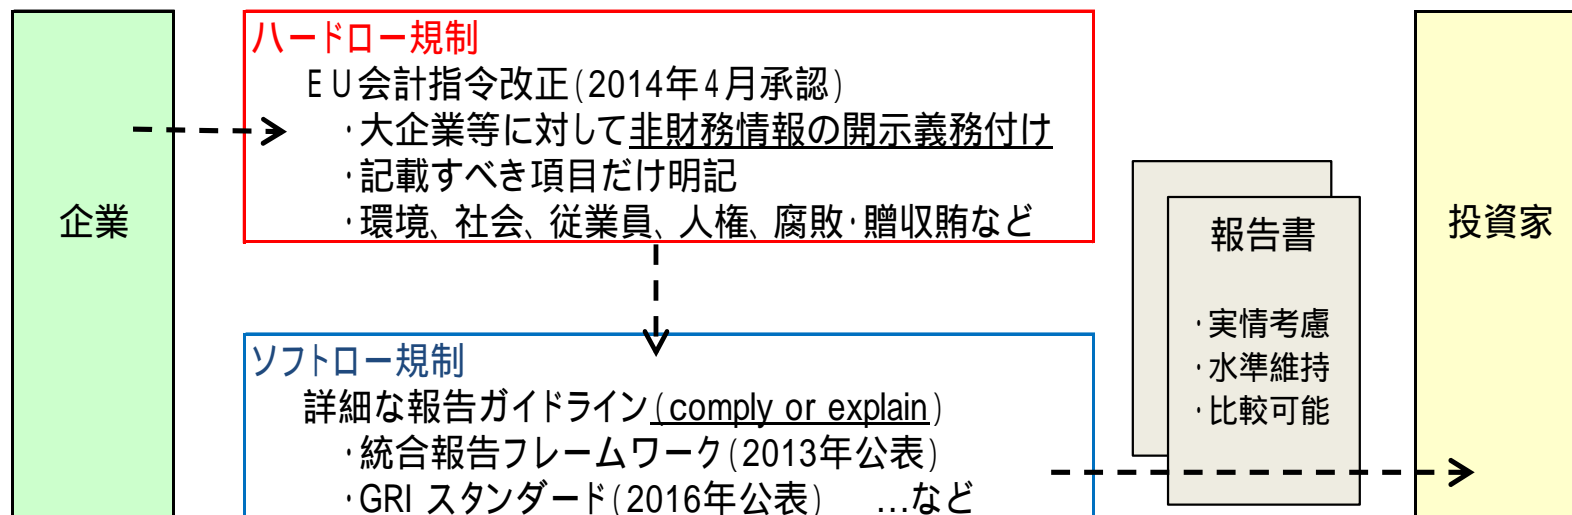 企業
ハードロー規制
EU会計指令改正(2014年4月承認)
・大企業等に対して非財務情報の開示義務付け
・記載すべき項目だけ明記
・環境、社会、従業員、人権、腐敗・贈収賄など
ソフトロー規制
詳細な報告ガイドライン(comply or explain)
・統合報告フレームワーク(2013年公表)
・GRI スタンダード(2016年公表) …など
報告書
・実情考慮
・水準維持
・比較可能
投資家